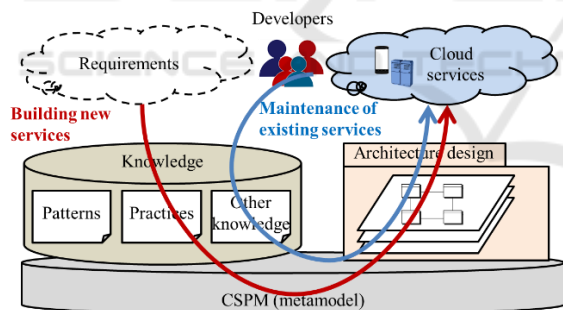 Developers
Requirements
Cloud
services
Building new
services
Maintenance of
existing services
Knowledge
Architecture design
Patterns
Practices
Other
knowledge
CSPM (metamodel)